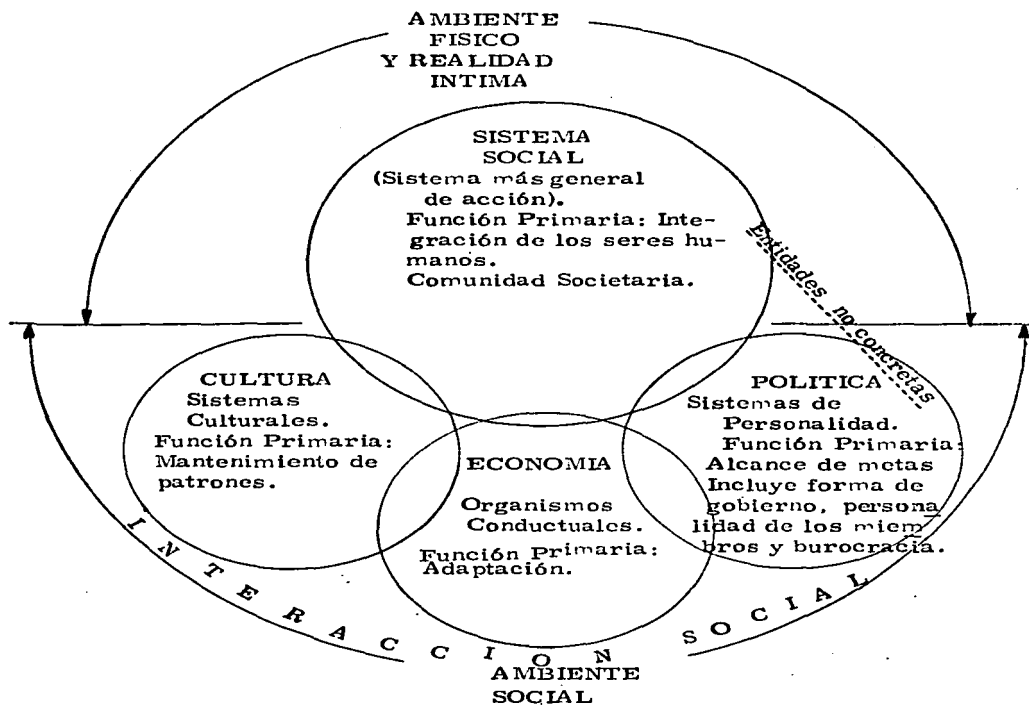 AMBIENTE
FISICO
Y REALIDAD
INTIMA
SISTEMA
SOCIAL
(Sistema más general
de acción).
Función Primaria: Inte-
gración de los seres hu-
manos.
Comunidad Societaria.
Entidades no concretas
CULTURA
Sistemas
Culturales.
Función Primaria:
Mantenimiento de
patrones.
ECONOMIA
Organismos
Conductuales.
Función Primaria:
Adaptación.
POLITICA
Sistemas de
Personalidad.
Función Primaria:
Alcance de metas
Incluye forma de
gobierno, persona
lidad de los miem
bros y burocracia.
INTERACCION SOCIAL
AMBIENTE
SOCIAL